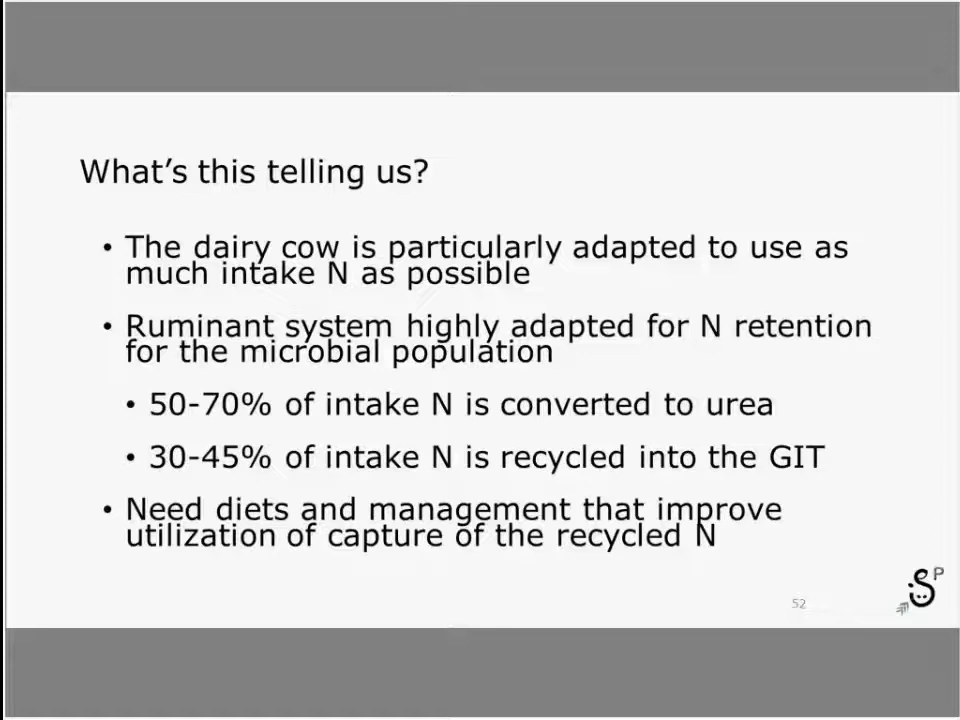 What's this telling us?
• The dairy cow is particularly adapted to use as
much intake N as possible
• Ruminant system highly adapted for N retention
for the microbial population
• 50-70% of intake N is converted to urea
• 30-45% of intake N is recycled into the GIT
• Need diets and management that improve
utilization of capture of the recycled N
52
S P